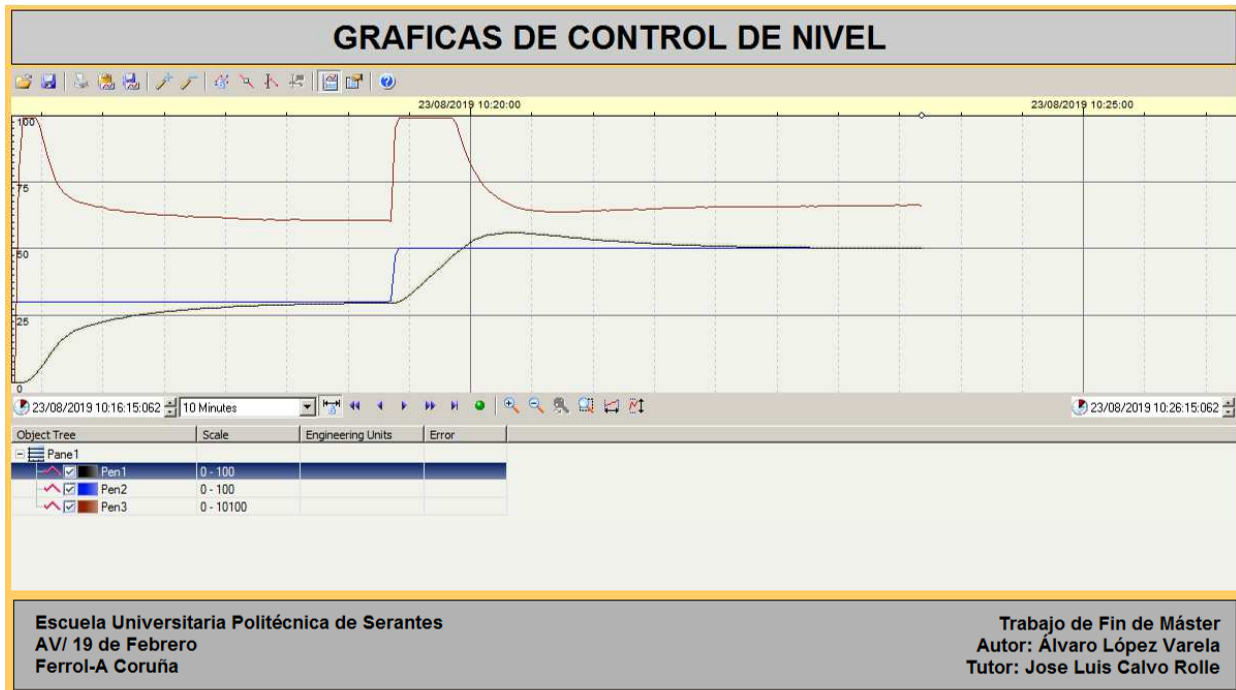 GRAFICAS DE CONTROL DE NIVEL
23/08/2019 10:20:00 23/08/2019 10:25:00
100
75
50
25
0
23/08/2019 10:16:15:062 10 Minutes 23/08/2019 10:26:15:062
Object Tree Scale Engineering Units Error
Pane1
Pen1 0 - 100
Pen2 0 - 100
Pen3 0 - 10100
Escuela Universitaria Politécnica de Serantes
AV/ 19 de Febrero
Ferrol-A Coruña
Trabajo de Fin de Máster
Autor: Álvaro López Varela
Tutor: Jose Luis Calvo Rolle